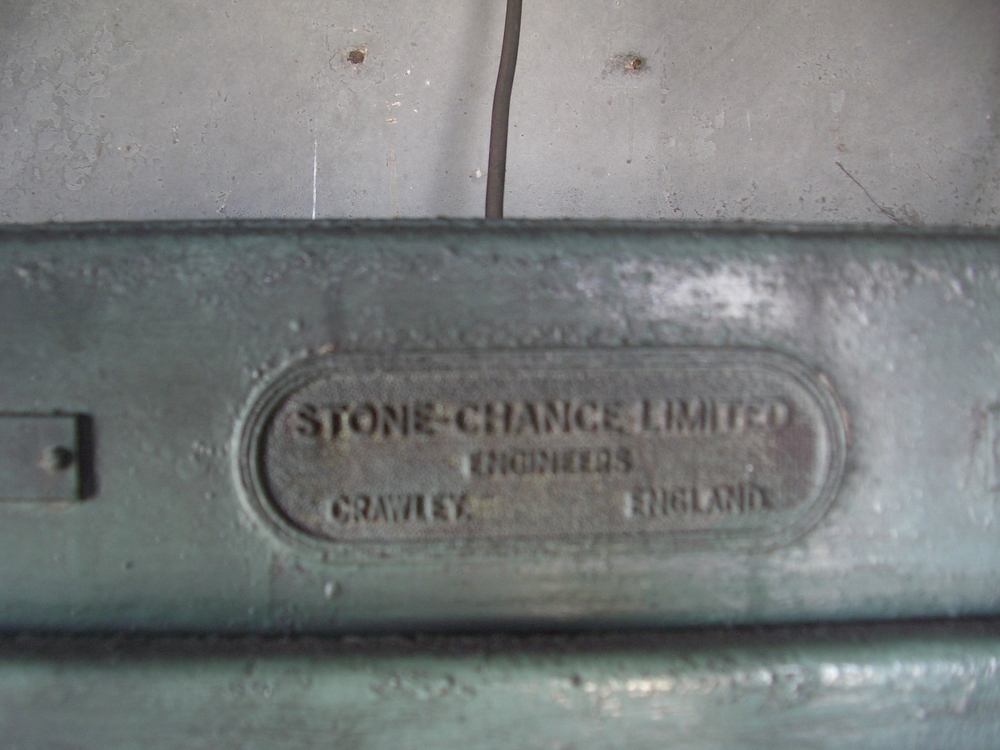 STONE-CHANCE LIMITED
ENGINEERS
CRAWLEY. ENGLAND.